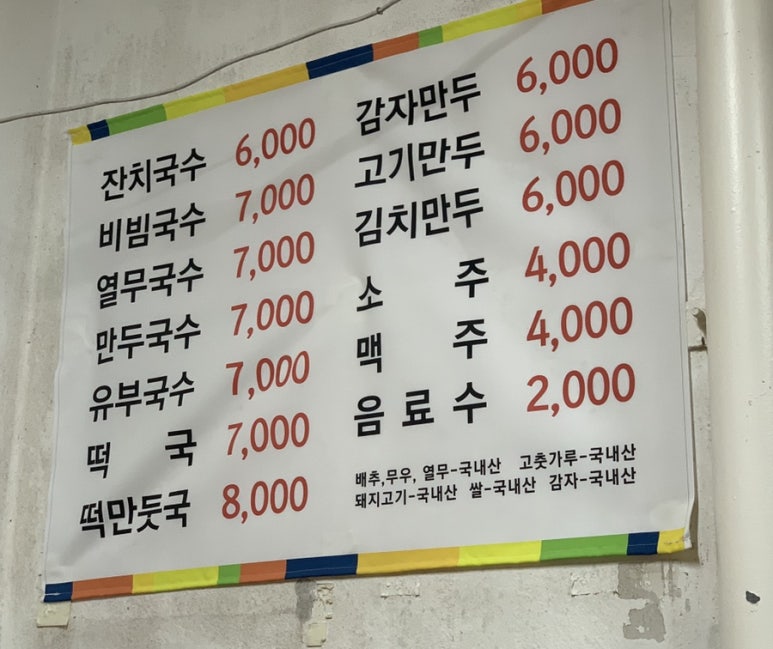 잔치국수 6,000
비빔국수 7,000
열무국수 7,000
만두국수 7,000
유부국수 7,000
떡 국 7,000
떡만둣국 8,000
감자만두 6,000
고기만두 6,000
김치만두 6,000
소 주 4,000
맥 주 4,000
음 료 수 2,000
배추,무우, 열무-국내산 고춧가루-국내산
돼지고기-국내산 쌀-국내산 감자-국내산